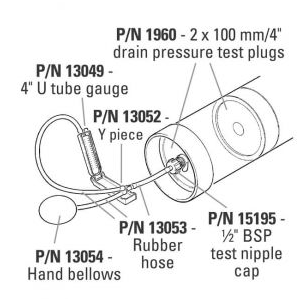 P/N 1960 - 2 x 100 mm/4"
drain pressure test plugs
P/N 13049 -
4" U tube gauge
P/N 13052 -
Y piece
P/N 15195 -
½" BSP
test nipple
cap
P/N 13053 -
Rubber
hose
P/N 13054 -
Hand bellows